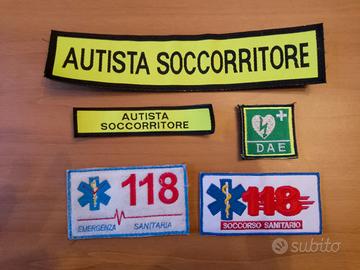 AUTISTA SOCCORRITORE
AUTISTA
SOCCORRITORE
DAE
118
EMERGENZA SANITARIA
118
SOCCORSO SANITARIO
subito